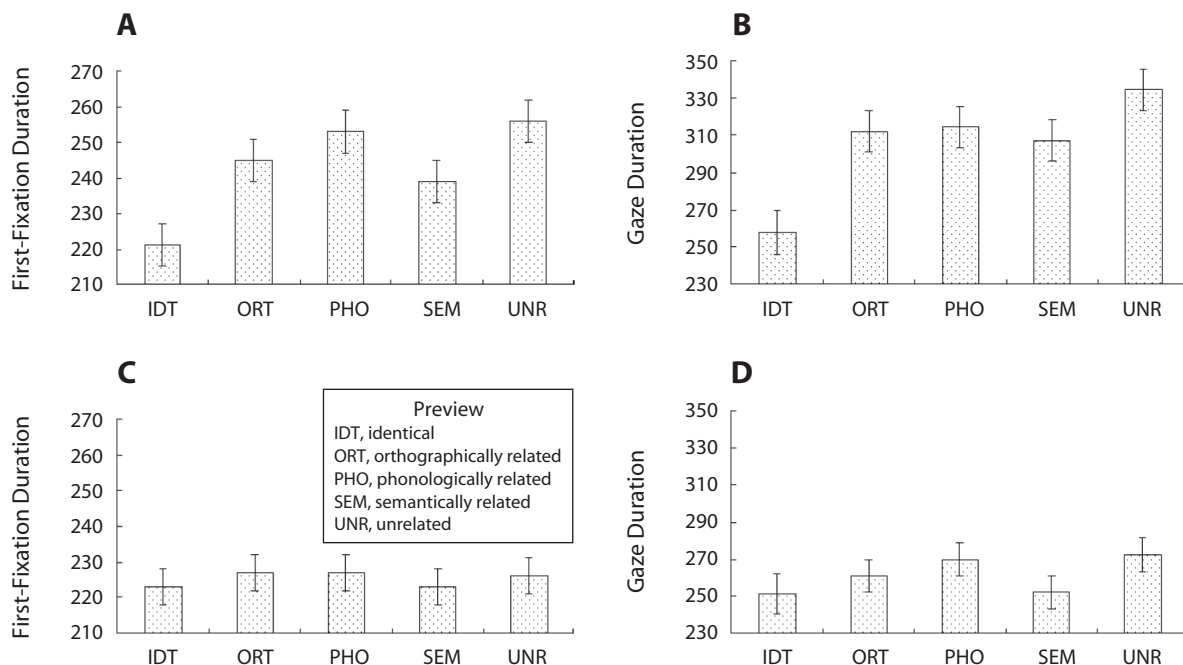 A
First-Fixation Duration
270
260
250
240
230
220
210
IDT ORT PHO SEM UNR
B
Gaze Duration
350
330
310
290
270
250
230
IDT ORT PHO SEM UNR
C
First-Fixation Duration
270
260
250
240
230
220
210
IDT ORT PHO SEM UNR
Preview
IDT, identical
ORT, orthographically related
PHO, phonologically related
SEM, semantically related
UNR, unrelated
D
Gaze Duration
350
330
310
290
270
250
230
IDT ORT PHO SEM UNR